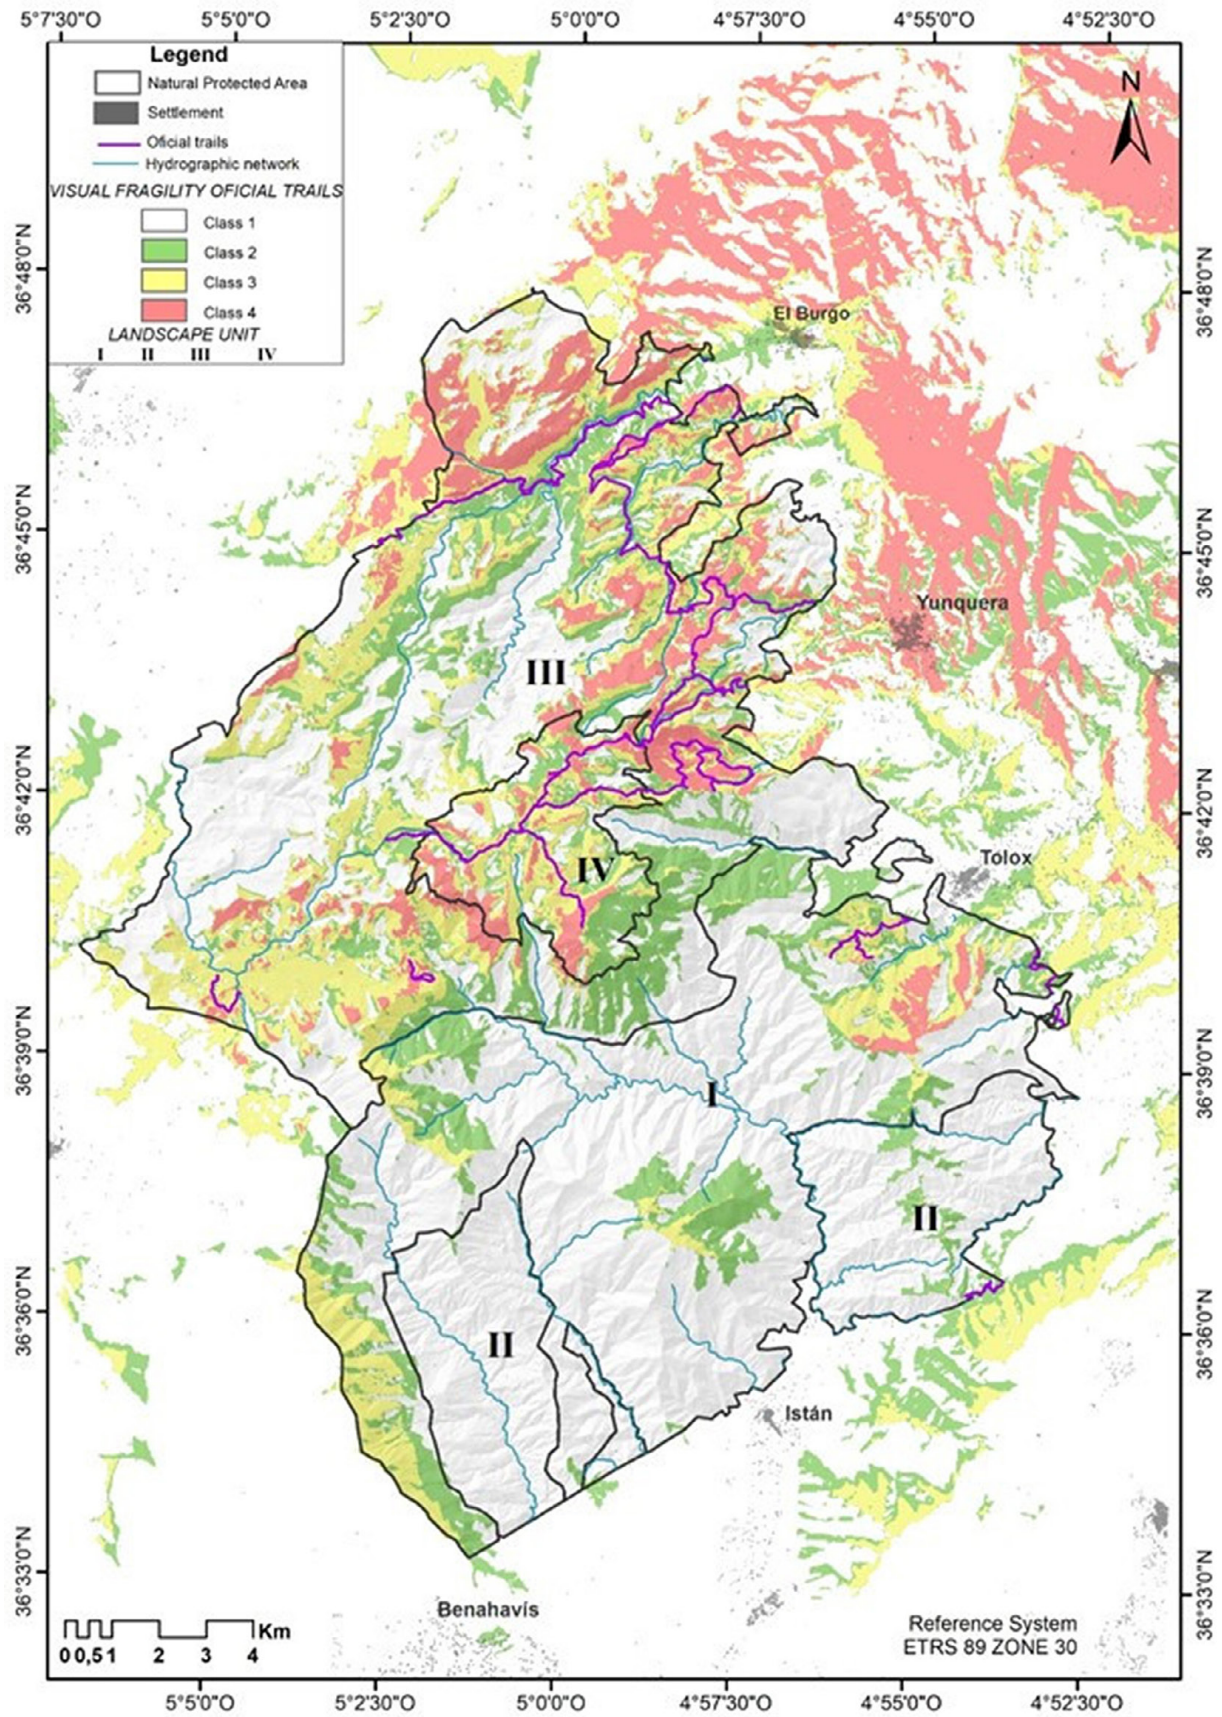 5°7'30"O 5°5'0"O 5°2'30"O 5°0'0"O 4°57'30"O 4°55'0"O 4°52'30"O
Legend
Natural Protected Area
Settlement
Oficial trails
Hydrographic network
VISUAL FRAGILITY OFICIAL TRAILS
Class 1
Class 2
Class 3
Class 4
LANDSCAPE UNIT
I II III IV
N
36°48'0"N
36°48'0"N
El Burgo
36°45'0"N
36°45'0"N
Yunquera
III
36°42'0"N
36°42'0"N
Tolox
IV
36°39'0"N
36°39'0"N
I
II
36°36'0"N
36°36'0"N
II
Istán
36°33'0"N
36°33'0"N
Benahavís
Km
0 0,5 1 2 3 4
Reference System
ETRS 89 ZONE 30
5°5'0"O 5°2'30"O 5°0'0"O 4°57'30"O 4°55'0"O 4°52'30"O